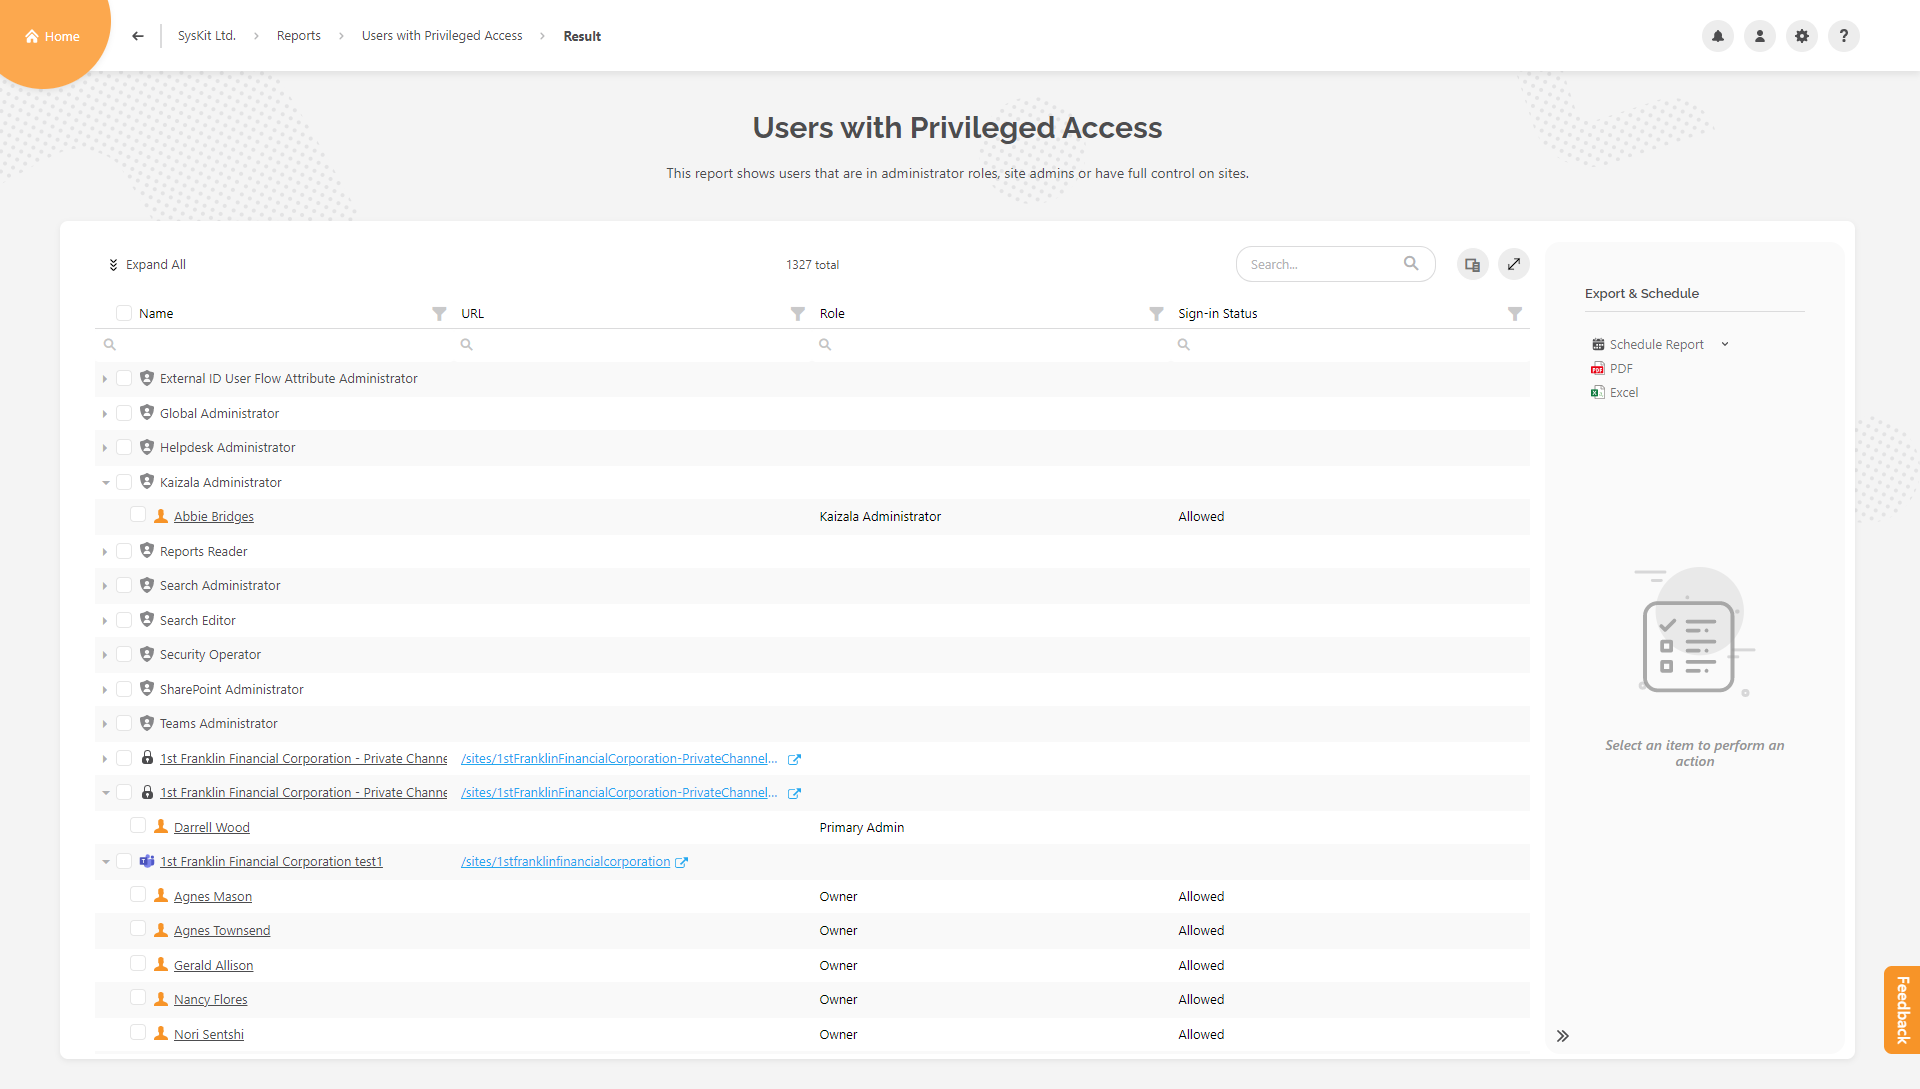 Home
SysKit Ltd. > Reports > Users with Privileged Access > Result
?
Users with Privileged Access
This report shows users that are in administrator roles, site admins or have full control on sites.
Expand All
1327 total
Search...
Name URL Role Sign-in Status
External ID User Flow Attribute Administrator
Global Administrator
Helpdesk Administrator
Kaizala Administrator
Abbie Bridges Kaizala Administrator Allowed
Reports Reader
Search Administrator
Search Editor
Security Operator
SharePoint Administrator
Teams Administrator
1st Franklin Financial Corporation - Private Channe /sites/1stFranklinFinancialCorporation-PrivateChannel...
1st Franklin Financial Corporation - Private Channe /sites/1stFranklinFinancialCorporation-PrivateChannel...
Darrell Wood Primary Admin
1st Franklin Financial Corporation test1 /sites/1stfranklinfinancialcorporation
Agnes Mason Owner Allowed
Agnes Townsend Owner Allowed
Gerald Allison Owner Allowed
Nancy Flores Owner Allowed
Nori Sentshi Owner Allowed
Export & Schedule
Schedule Report
PDF
Excel
Select an item to perform an
action
Feedback